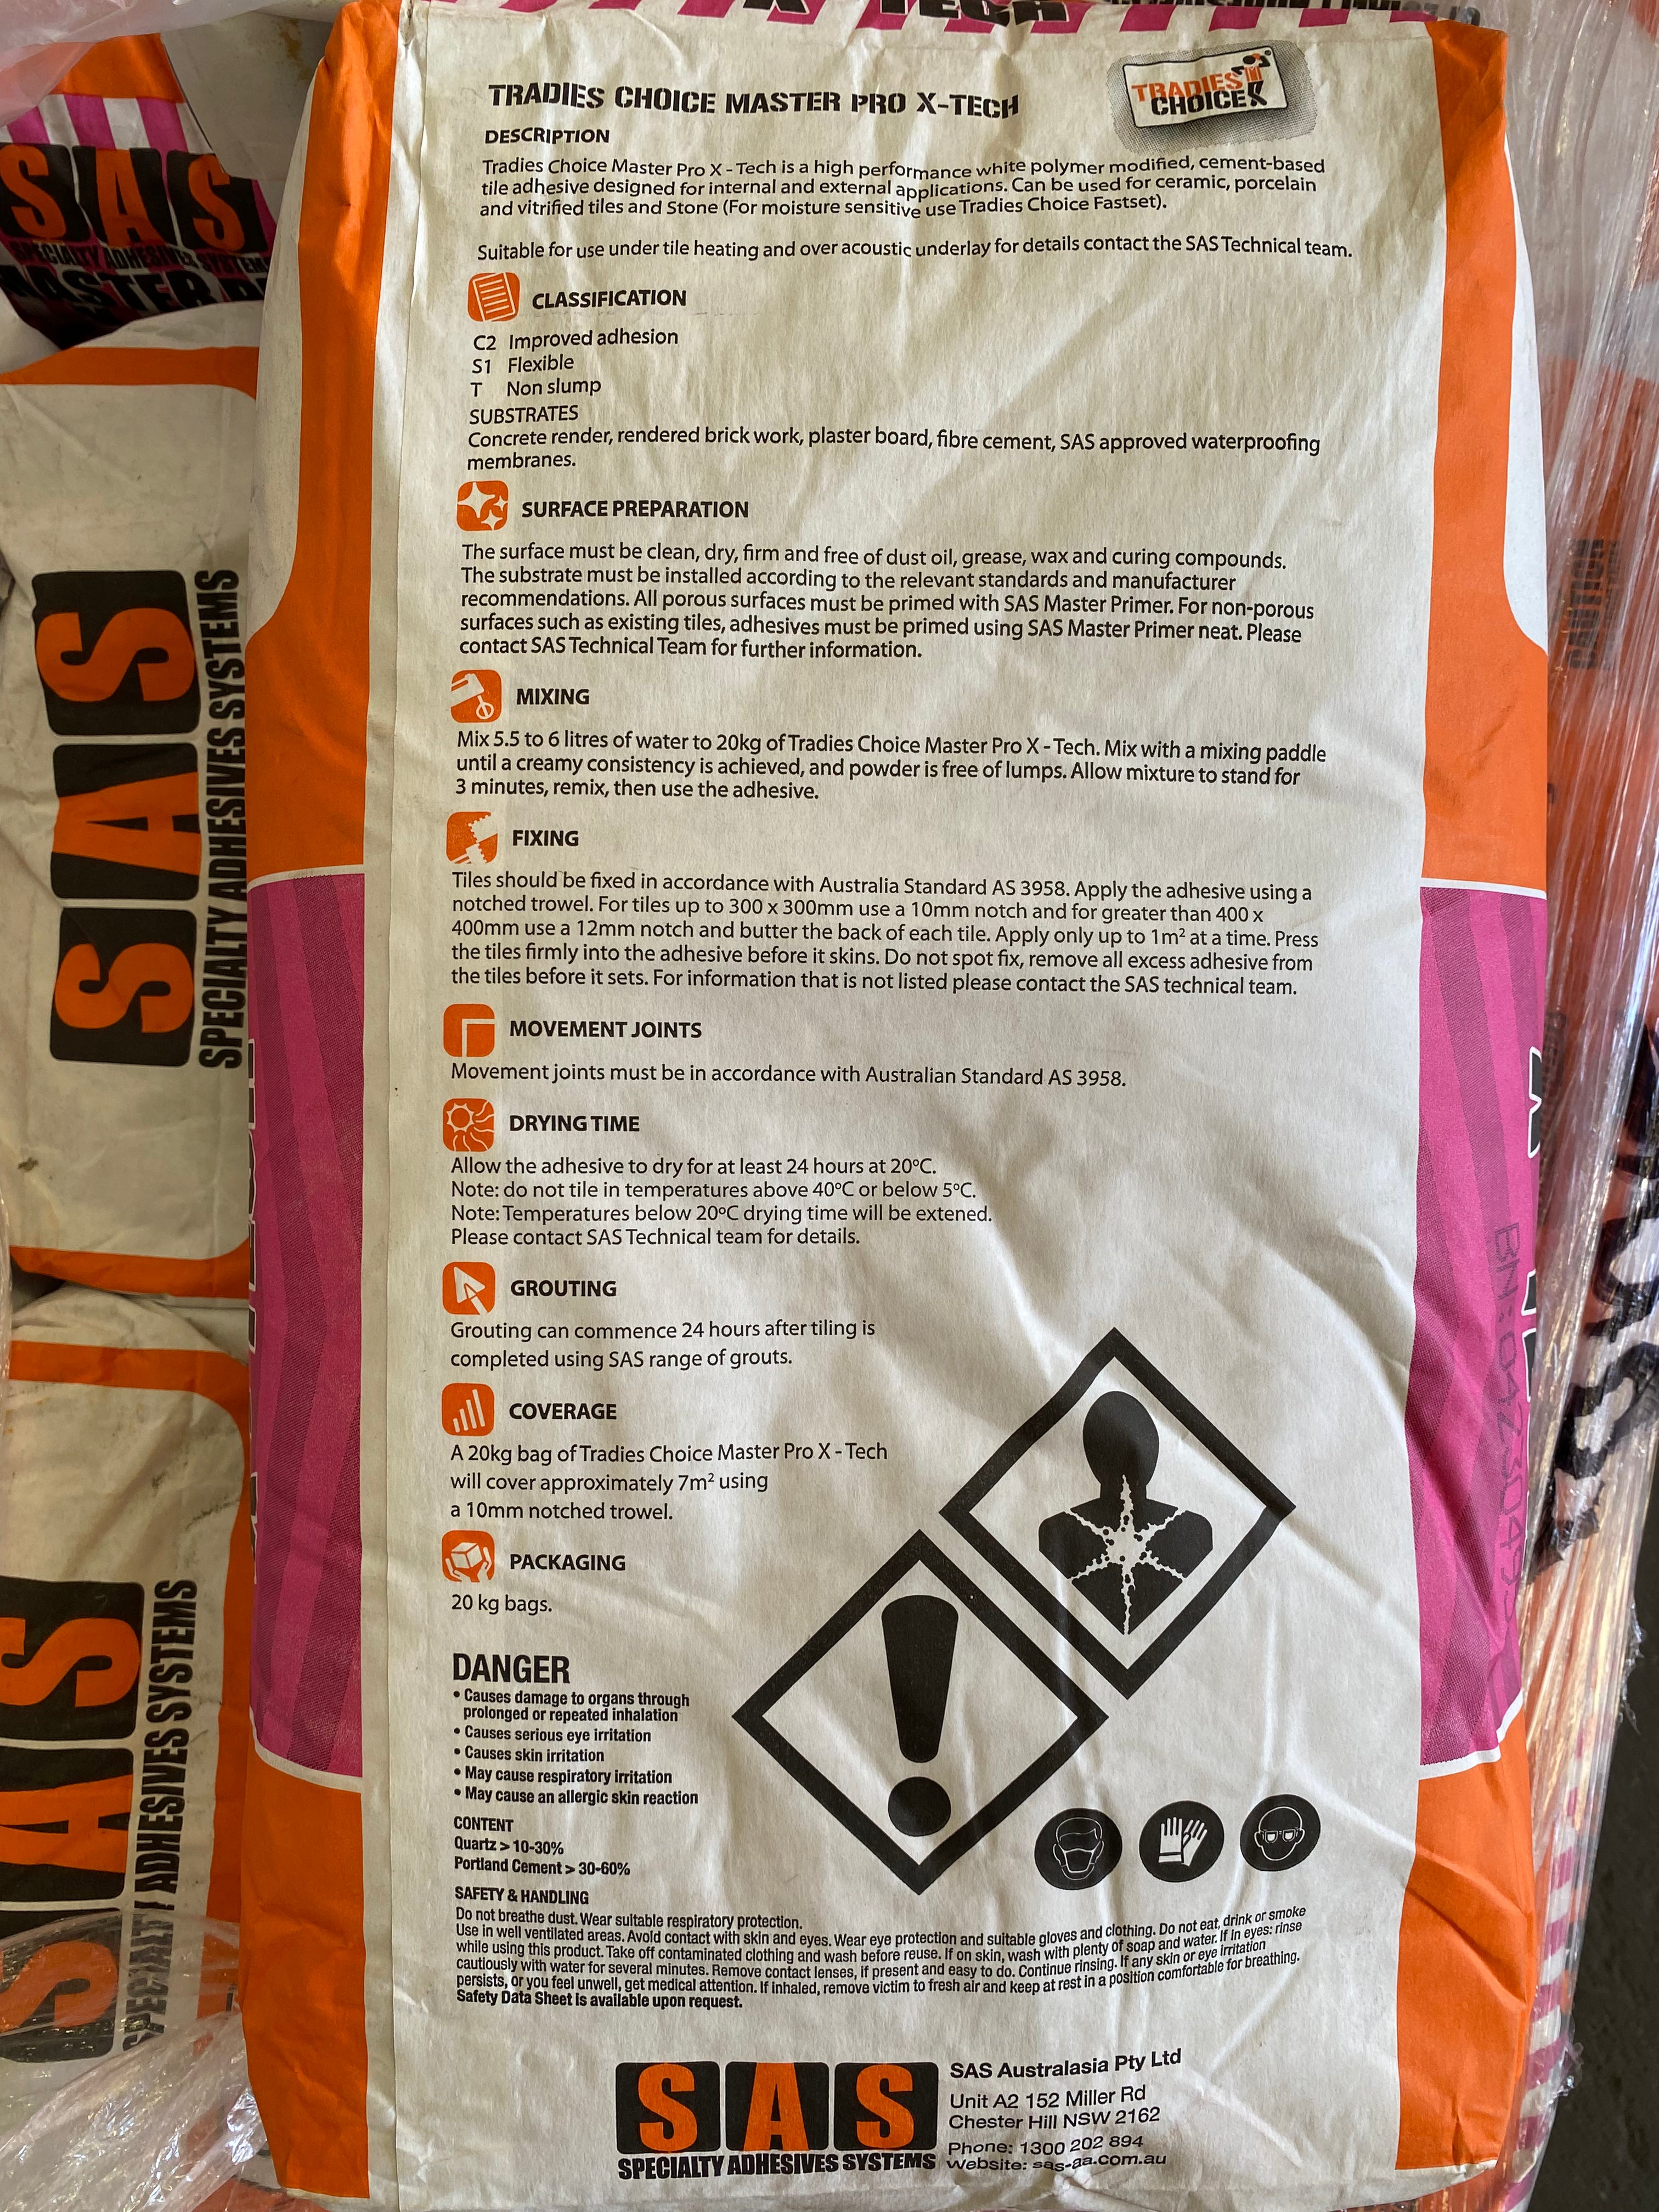 TECH
TRADIES CHOICE MASTER PRO X-TECH
TRADIES
CHOICE
DESCRIPTION
Tradies Choice Master Pro X - Tech is a high performance white polymer modified, cement-based
tile adhesive designed for internal and external applications. Can be used for ceramic, porcelain
and vitrified tiles and Stone (For moisture sensitive use Tradies Choice Fastset).
Suitable for use under tile heating and over acoustic underlay for details contact the SAS Technical team.
CLASSIFICATION
C2 Improved adhesion
S1 Flexible
T Non slump
SUBSTRATES
Concrete render, rendered brick work, plaster board, fibre cement, SAS approved waterproofing
membranes.
SURFACE PREPARATION
The surface must be clean, dry, firm and free of dust oil, grease, wax and curing compounds.
The substrate must be installed according to the relevant standards and manufacturer
recommendations. All porous surfaces must be primed with SAS Master Primer. For non-porous
surfaces such as existing tiles, adhesives must be primed using SAS Master Primer neat. Please
contact SAS Technical Team for further information.
MIXING
Mix 5.5 to 6 litres of water to 20kg of Tradies Choice Master Pro X - Tech. Mix with a mixing paddle
until a creamy consistency is achieved, and powder is free of lumps. Allow mixture to stand for
3 minutes, remix, then use the adhesive.
FIXING
Tiles should be fixed in accordance with Australia Standard AS 3958. Apply the adhesive using a
notched trowel. For tiles up to 300 x 300mm use a 10mm notch and for greater than 400 x
400mm use a 12mm notch and butter the back of each tile. Apply only up to 1m² at a time. Press
the tiles firmly into the adhesive before it skins. Do not spot fix, remove all excess adhesive from
the tiles before it sets. For information that is not listed please contact the SAS technical team.
MOVEMENT JOINTS
Movement joints must be in accordance with Australian Standard AS 3958.
DRYING TIME
Allow the adhesive to dry for at least 24 hours at 20ºC.
Note: do not tile in temperatures above 40ºC or below 5ºC.
Note: Temperatures below 20ºC drying time will be extened.
Please contact SAS Technical team for details.
GROUTING
Grouting can commence 24 hours after tiling is
completed using SAS range of grouts.
COVERAGE
A 20kg bag of Tradies Choice Master Pro X - Tech
will cover approximately 7m² using
a 10mm notched trowel.
PACKAGING
20 kg bags.
DANGER
• Causes damage to organs through
prolonged or repeated inhalation
• Causes serious eye irritation
• Causes skin irritation
• May cause respiratory irritation
• May cause an allergic skin reaction
CONTENT
Quartz > 10-30%
Portland Cement > 30-60%
SAFETY & HANDLING
Do not breathe dust. Wear suitable respiratory protection.
Use in well ventilated areas. Avoid contact with skin and eyes. Wear eye protection and suitable gloves and clothing. Do not eat, drink or smoke
while using this product. Take off contaminated clothing and wash before reuse. If on skin, wash with plenty of soap and water. If in eyes: rinse
cautiously with water for several minutes. Remove contact lenses, if present and easy to do. Continue rinsing. If any skin or eye irritation
persists, or you feel unwell, get medical attention. If inhaled, remove victim to fresh air and keep at rest in a position comfortable for breathing.
Safety Data Sheet is available upon request.
SAS
SPECIALTY ADHESIVES SYSTEMS
SAS Australasia Pty Ltd
Unit A2 152 Miller Rd
Chester Hill NSW 2162
Phone: 1300 202 894
Website: sas-aa.com.au
SAS
SPECIALTY ADHESIVES SYSTEMS
MASTER
SAS
SPECIALTY ADHESIVES SYSTEMS
SAS
SPECIALTY ADHESIVES SYSTEMS